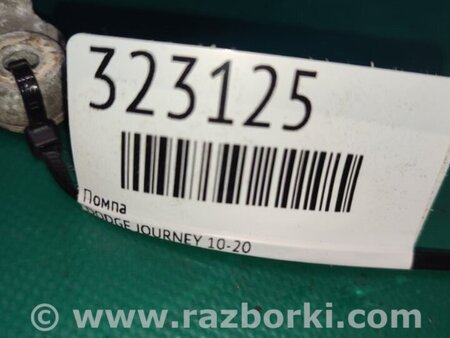 323125
Помпа
DODGE JOURNEY 10-20
© www.razborki.com